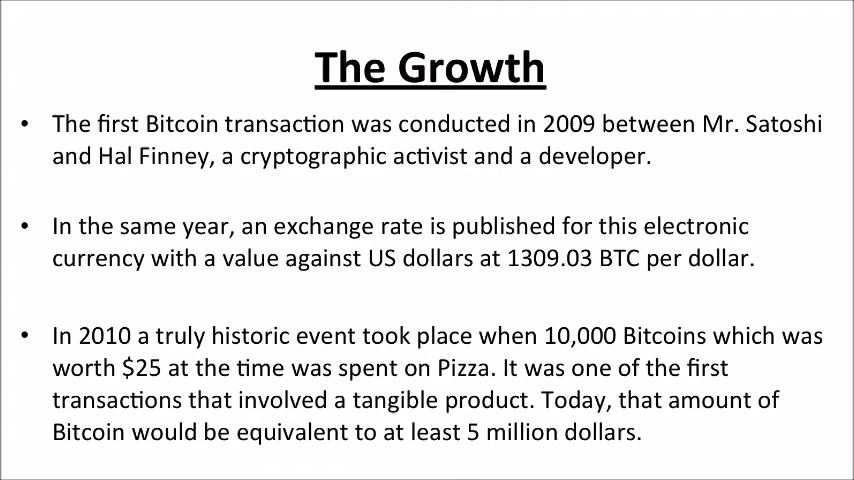 The Growth
• The first Bitcoin transaction was conducted in 2009 between Mr. Satoshi
and Hal Finney, a cryptographic activist and a developer.
• In the same year, an exchange rate is published for this electronic
currency with a value against US dollars at 1309.03 BTC per dollar.
• In 2010 a truly historic event took place when 10,000 Bitcoins which was
worth $25 at the time was spent on Pizza. It was one of the first
transactions that involved a tangible product. Today, that amount of
Bitcoin would be equivalent to at least 5 million dollars.